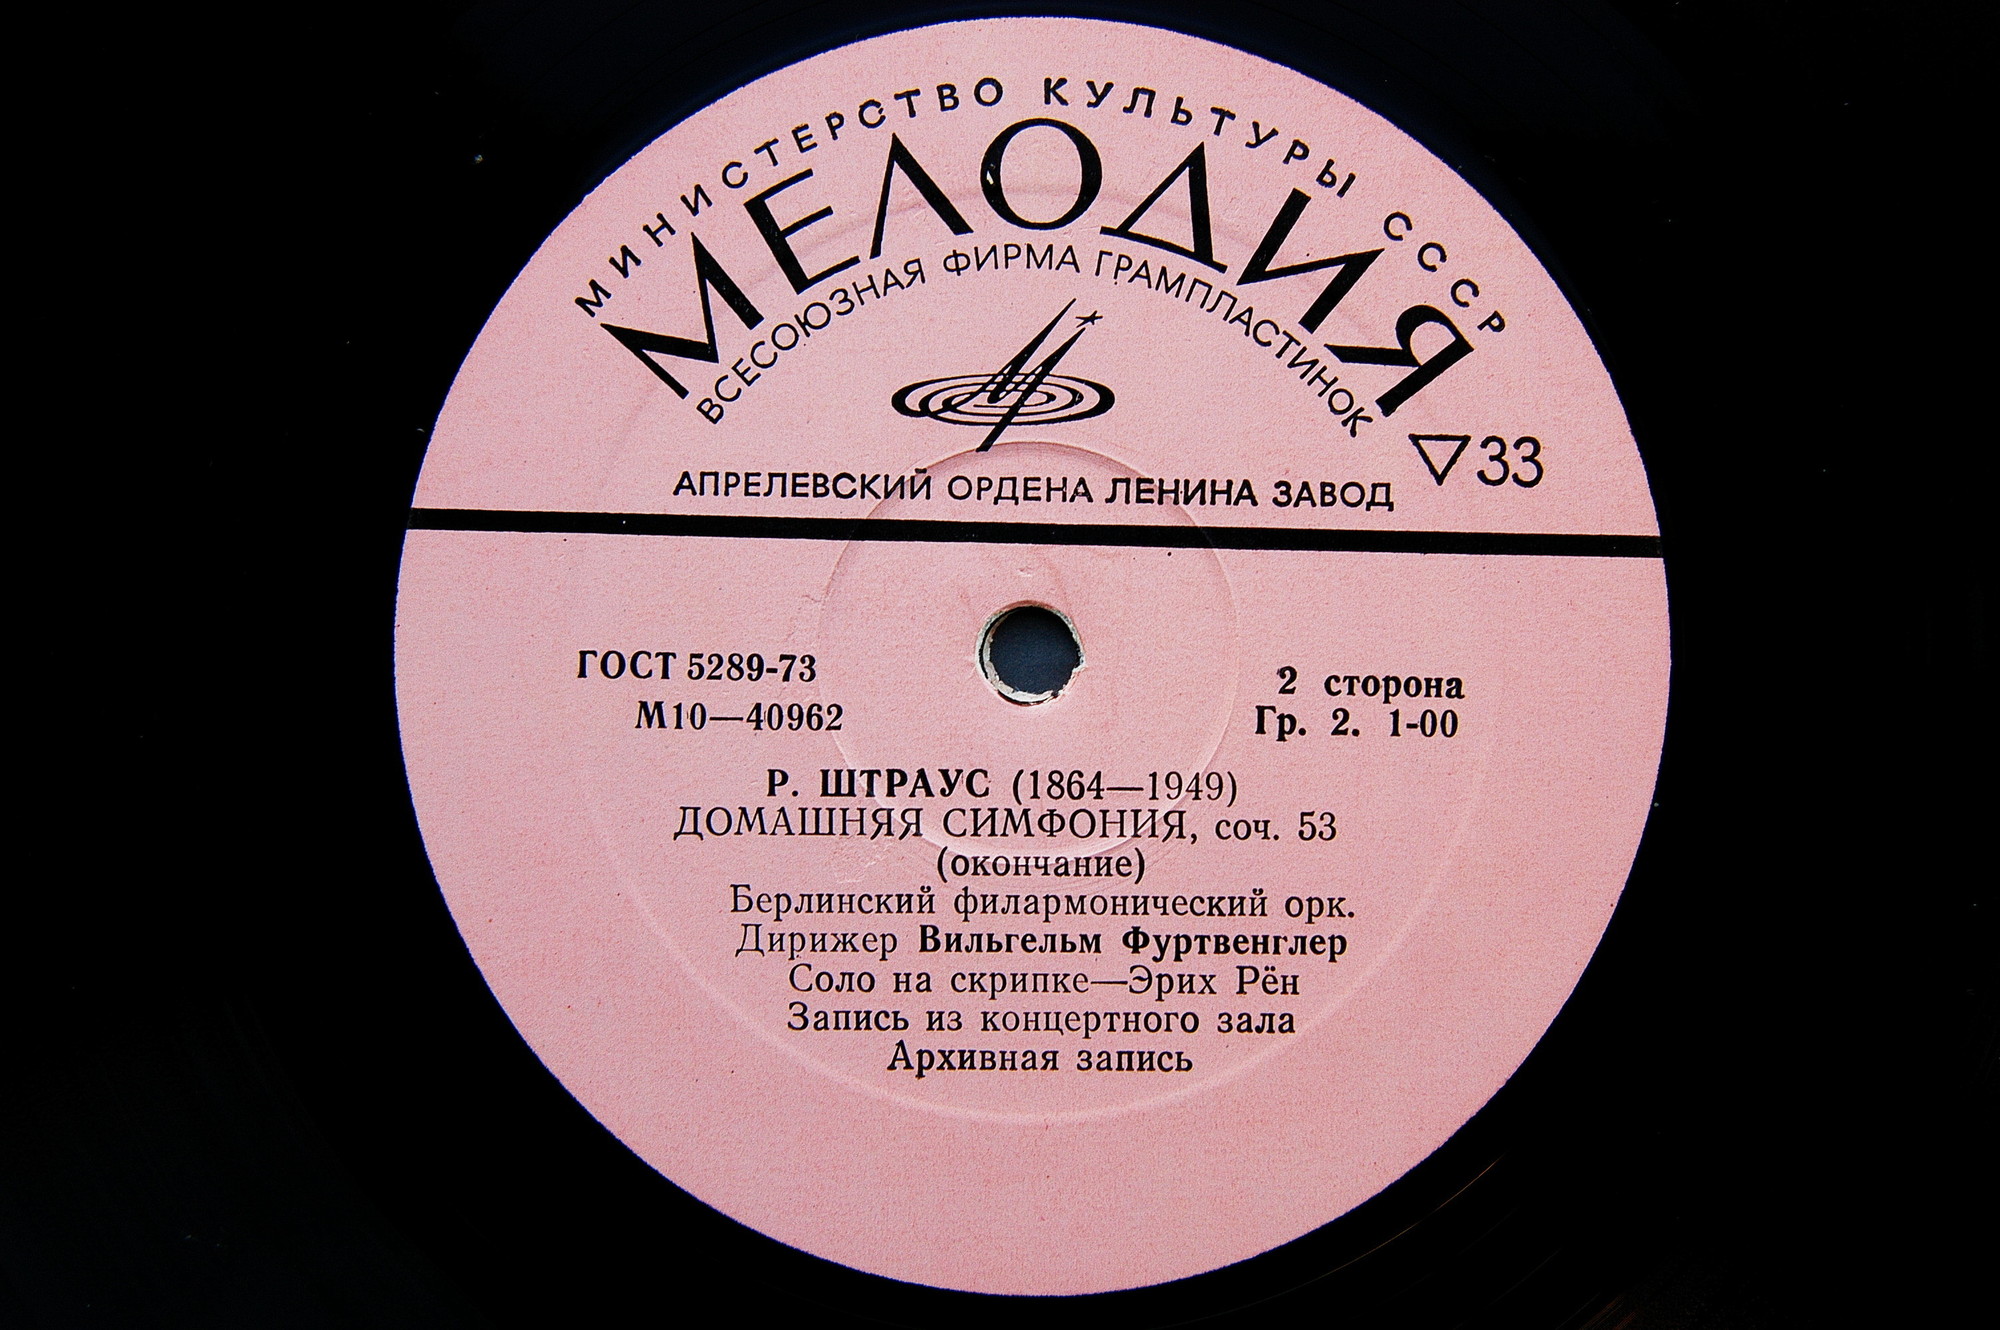 МИНИСТЕРСТВО КУЛЬТУРЫ СССР
МЕЛОДИЯ
ВСЕСОЮЗНАЯ ФИРМА ГРАМПЛАСТИНОК
▽33
АПРЕЛЕВСКИЙ ОРДЕНА ЛЕНИНА ЗАВОД
ГОСТ 5289-73
М10—40962
2 сторона
Гр. 2. 1-00
Р. ШТРАУС (1864—1949)
ДОМАШНЯЯ СИМФОНИЯ, соч. 53
(окончание)
Берлинский филармонический орк.
Дирижер Вильгельм Фуртвенглер
Соло на скрипке—Эрих Рён
Запись из концертного зала
Архивная запись